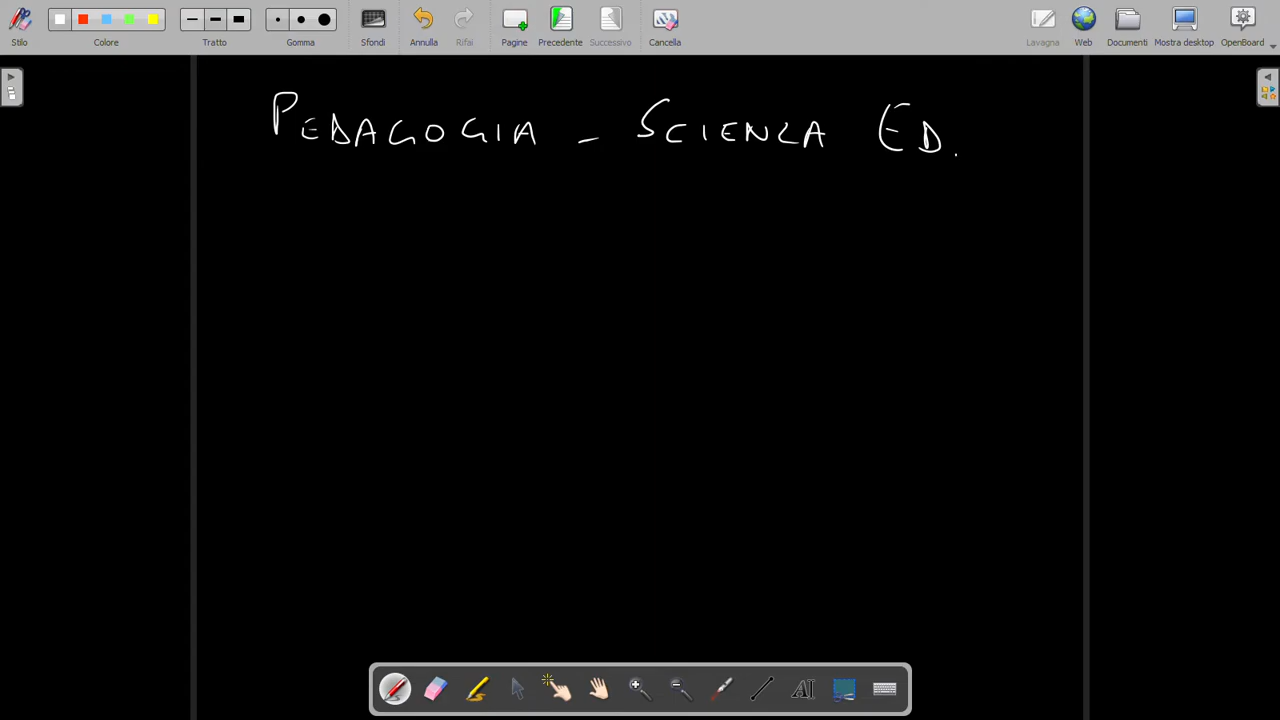 Stilo Colore Tratto Gomma Sfondi Annulla Rifai Pagine Precedente Successivo Cancella Lavagna Web Documenti Mostra desktop OpenBoard
PEDAGOGIA - SCIENZA ED.
AI